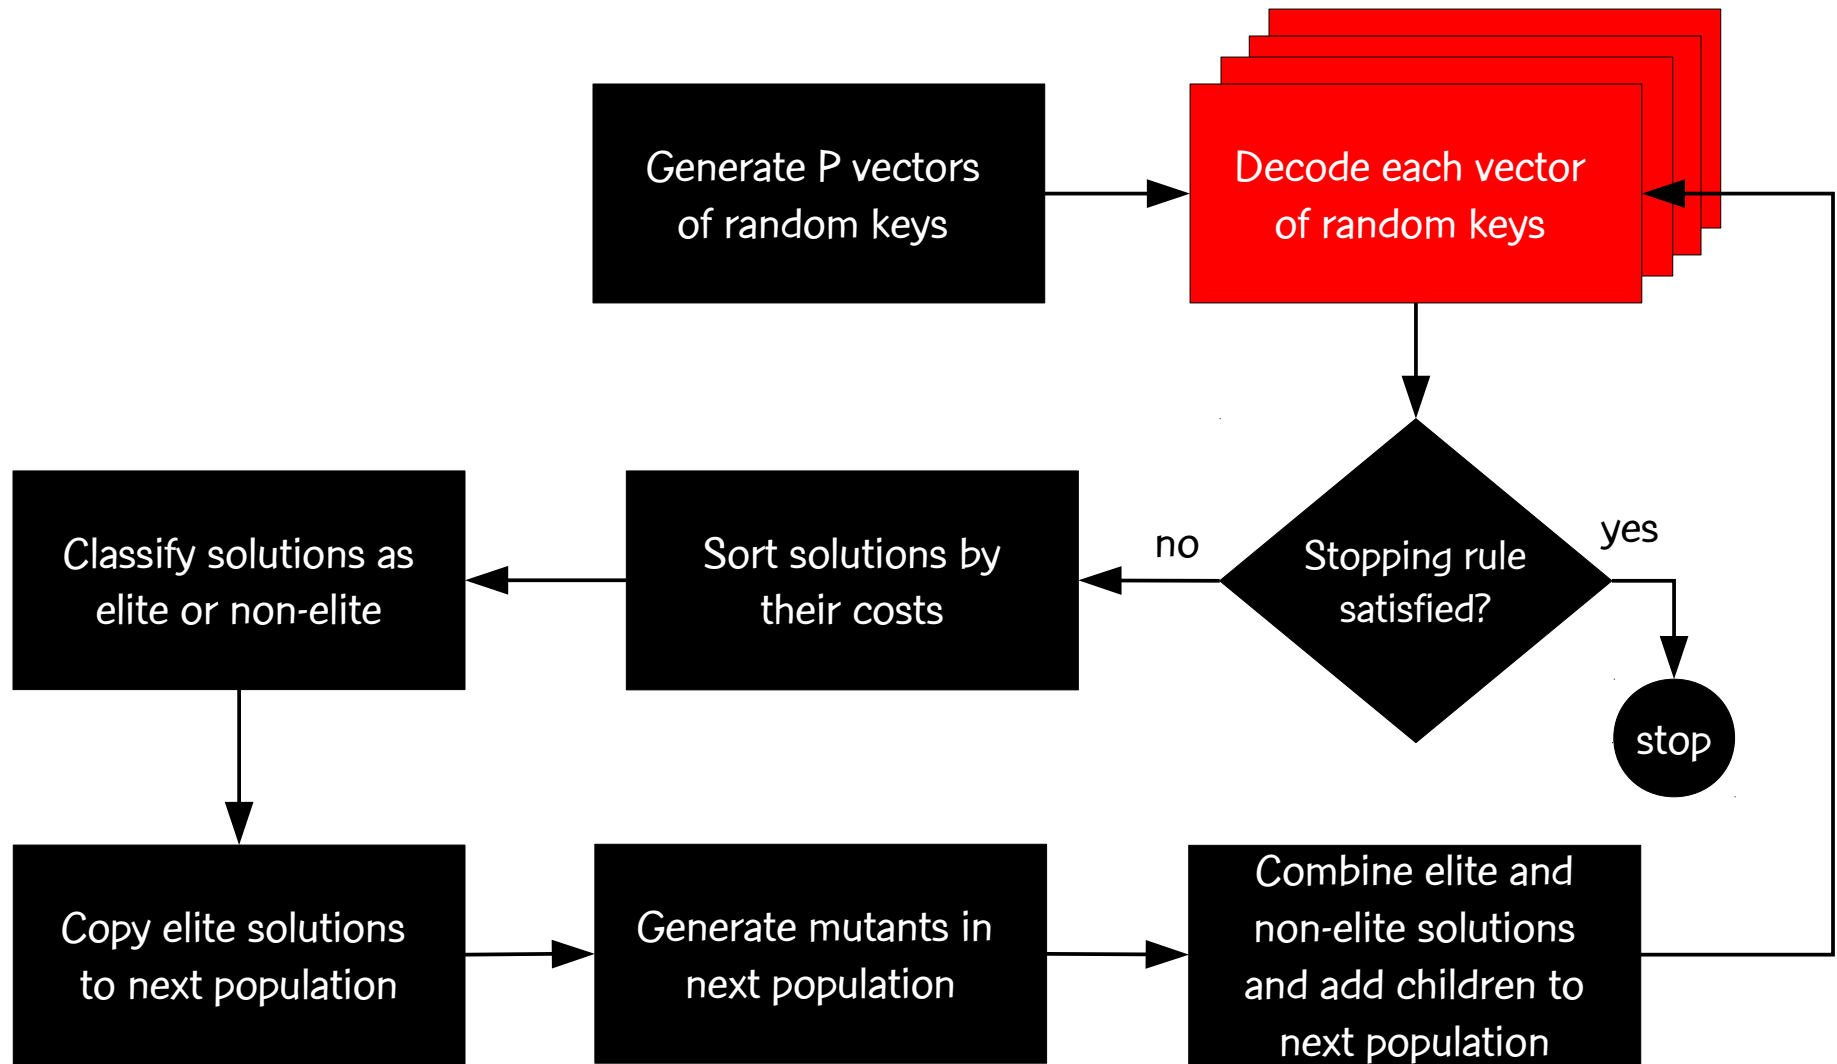 Generate P vectors
of random keys
Decode each vector
of random keys
Classify solutions as
elite or non-elite
Sort solutions by
their costs
no
Stopping rule
satisfied?
yes
stop
Copy elite solutions
to next population
Generate mutants in
next population
Combine elite and
non-elite solutions
and add children to
next population